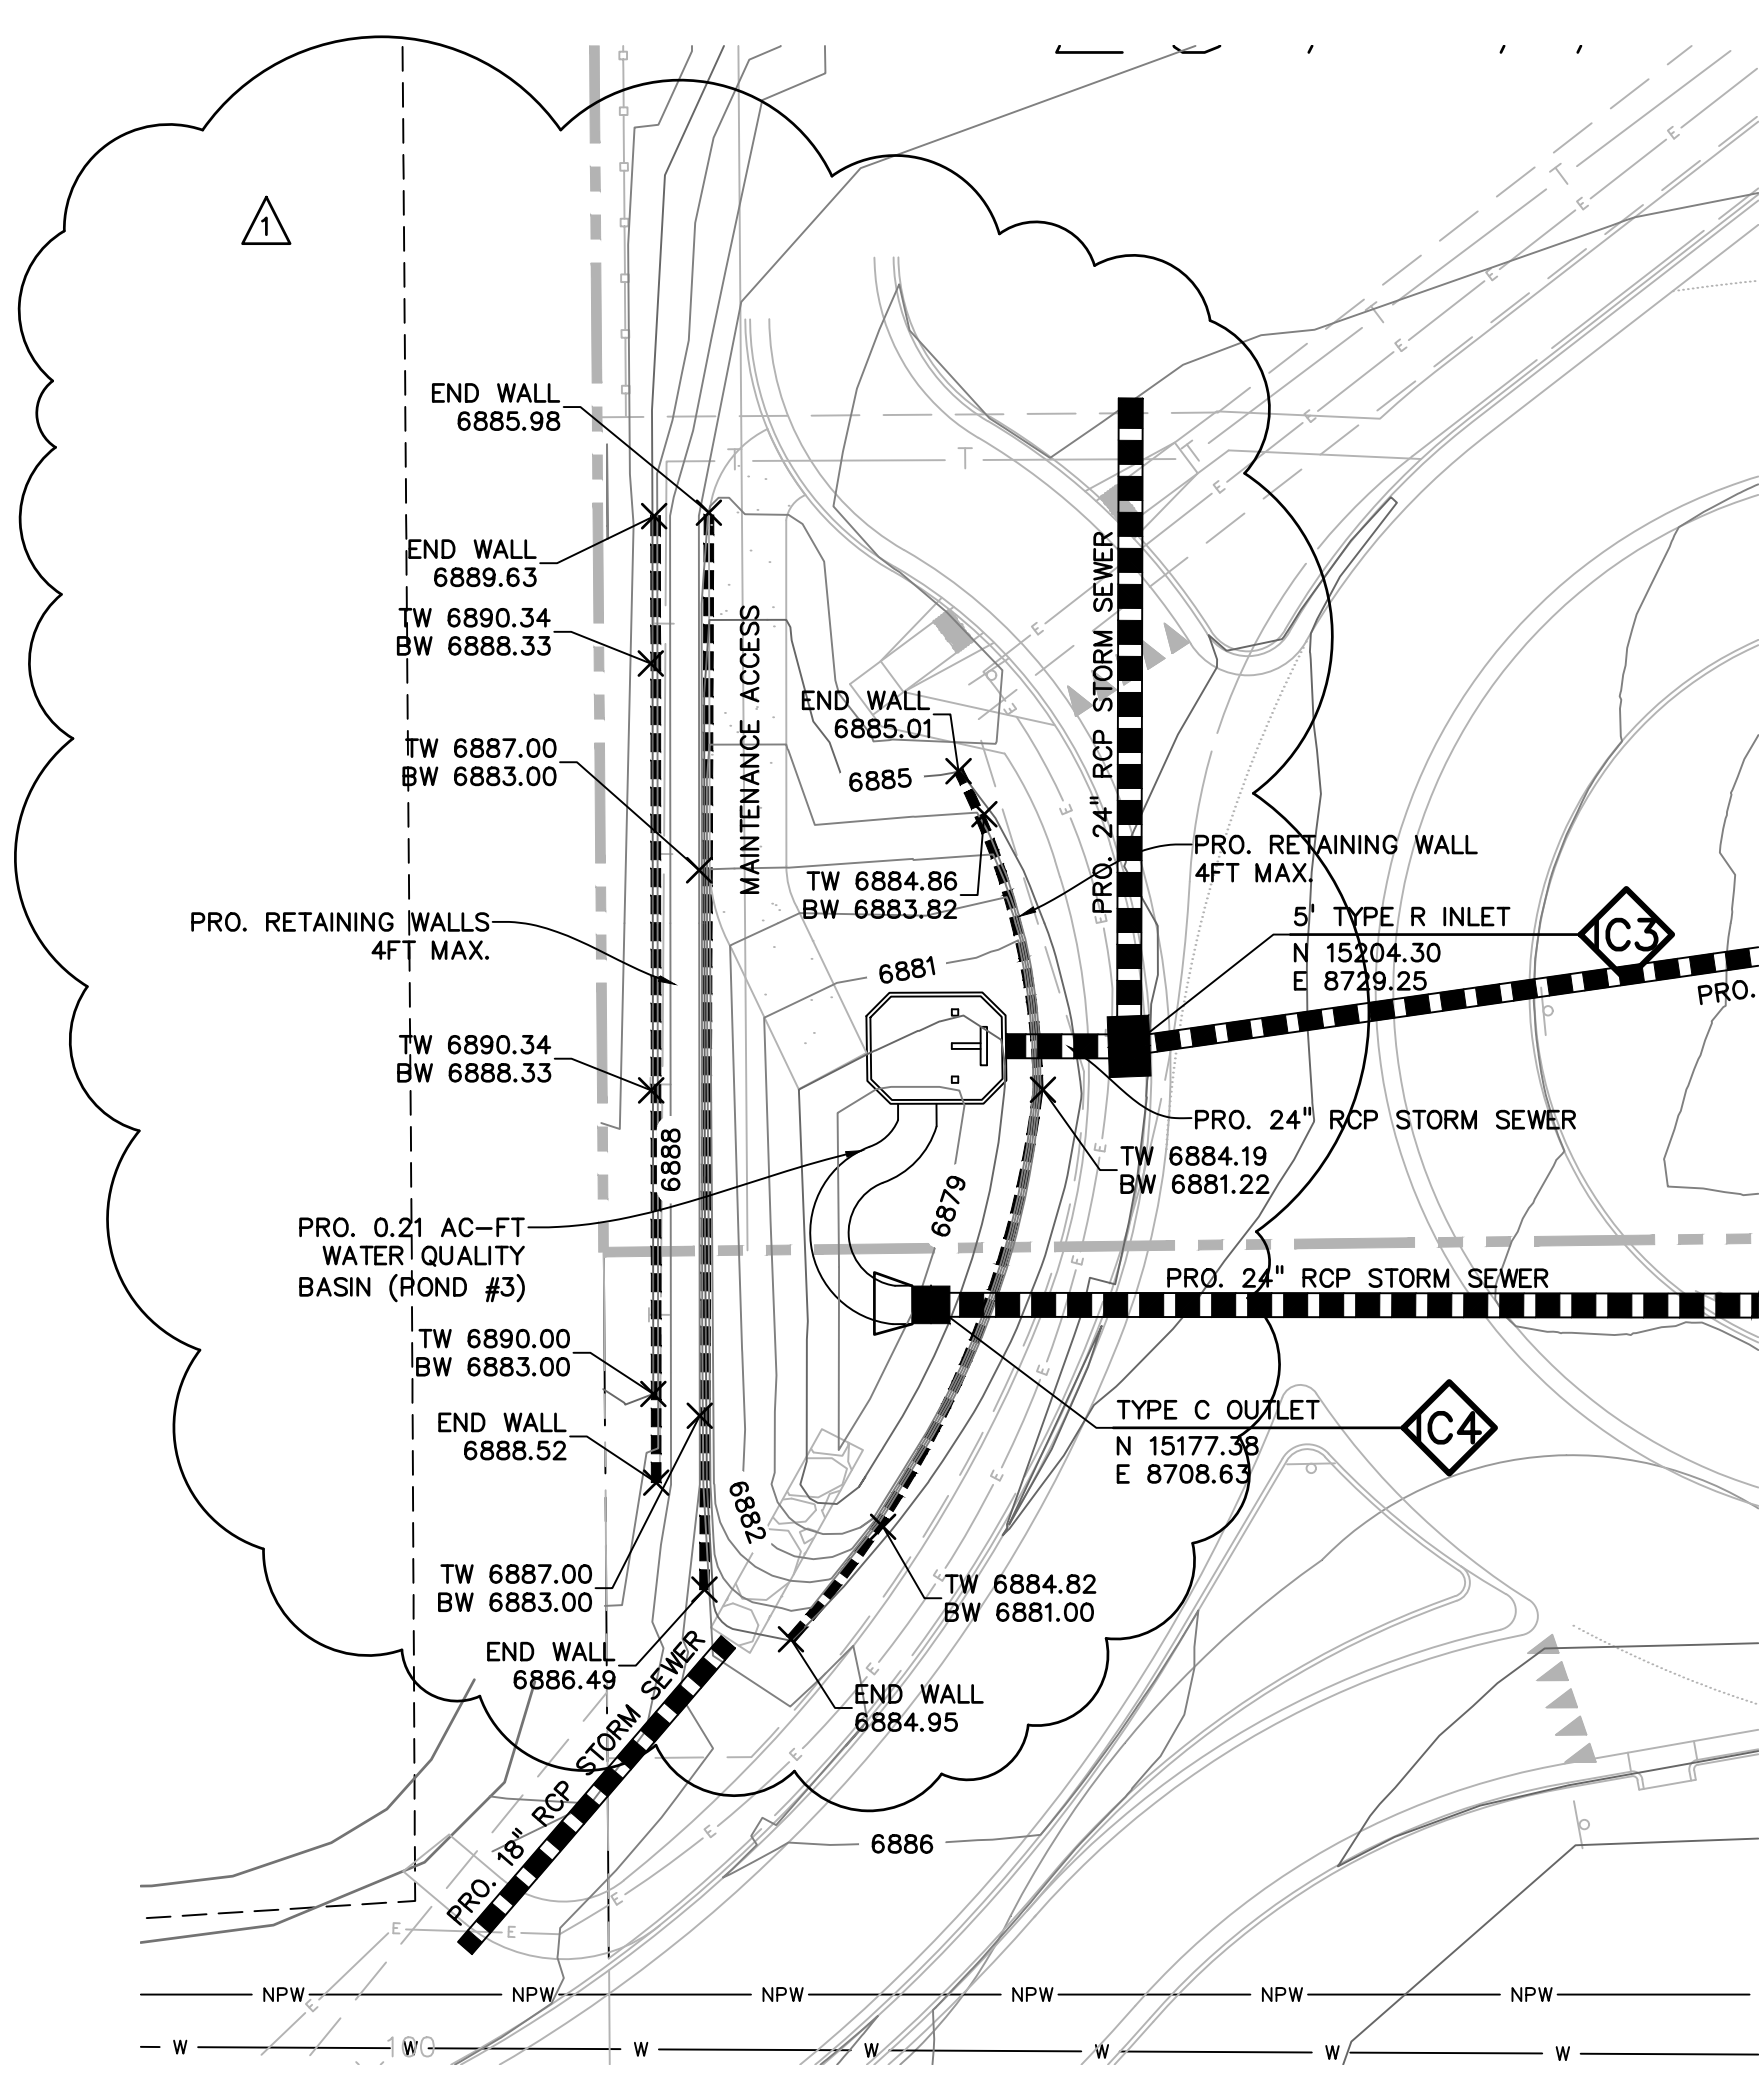 1
END WALL
6885.98
END WALL
6889.63
TW 6890.34
BW 6888.33
TW 6887.00
BW 6883.00
MAINTENANCE ACCESS
PRO. 24" RCP STORM SEWER
END WALL
6885.01
6885
TW 6884.86
BW 6883.82
PRO. RETAINING WALL
4FT MAX.
PRO. RETAINING WALLS
4FT MAX.
5' TYPE R INLET
N 15204.30
E 8729.25
C3
6881
PRO.
TW 6890.34
BW 6888.33
6888
PRO. 24" RCP STORM SEWER
TW 6884.19
BW 6881.22
6879
PRO. 0.21 AC-FT
WATER QUALITY
BASIN (POND #3)
PRO. 24" RCP STORM SEWER
TW 6890.00
BW 6883.00
END WALL
6888.52
TYPE C OUTLET
N 15177.38
E 8708.63
C4
6882
TW 6887.00
BW 6883.00
TW 6884.82
BW 6881.00
END WALL
6886.49
END WALL
6884.95
PRO. 18" RCP STORM SEWER
6886
T T T T T
E E E E E E E E E E E E E E E E E E E E E
NPW NPW NPW NPW NPW NPW
100
W W W W W W W